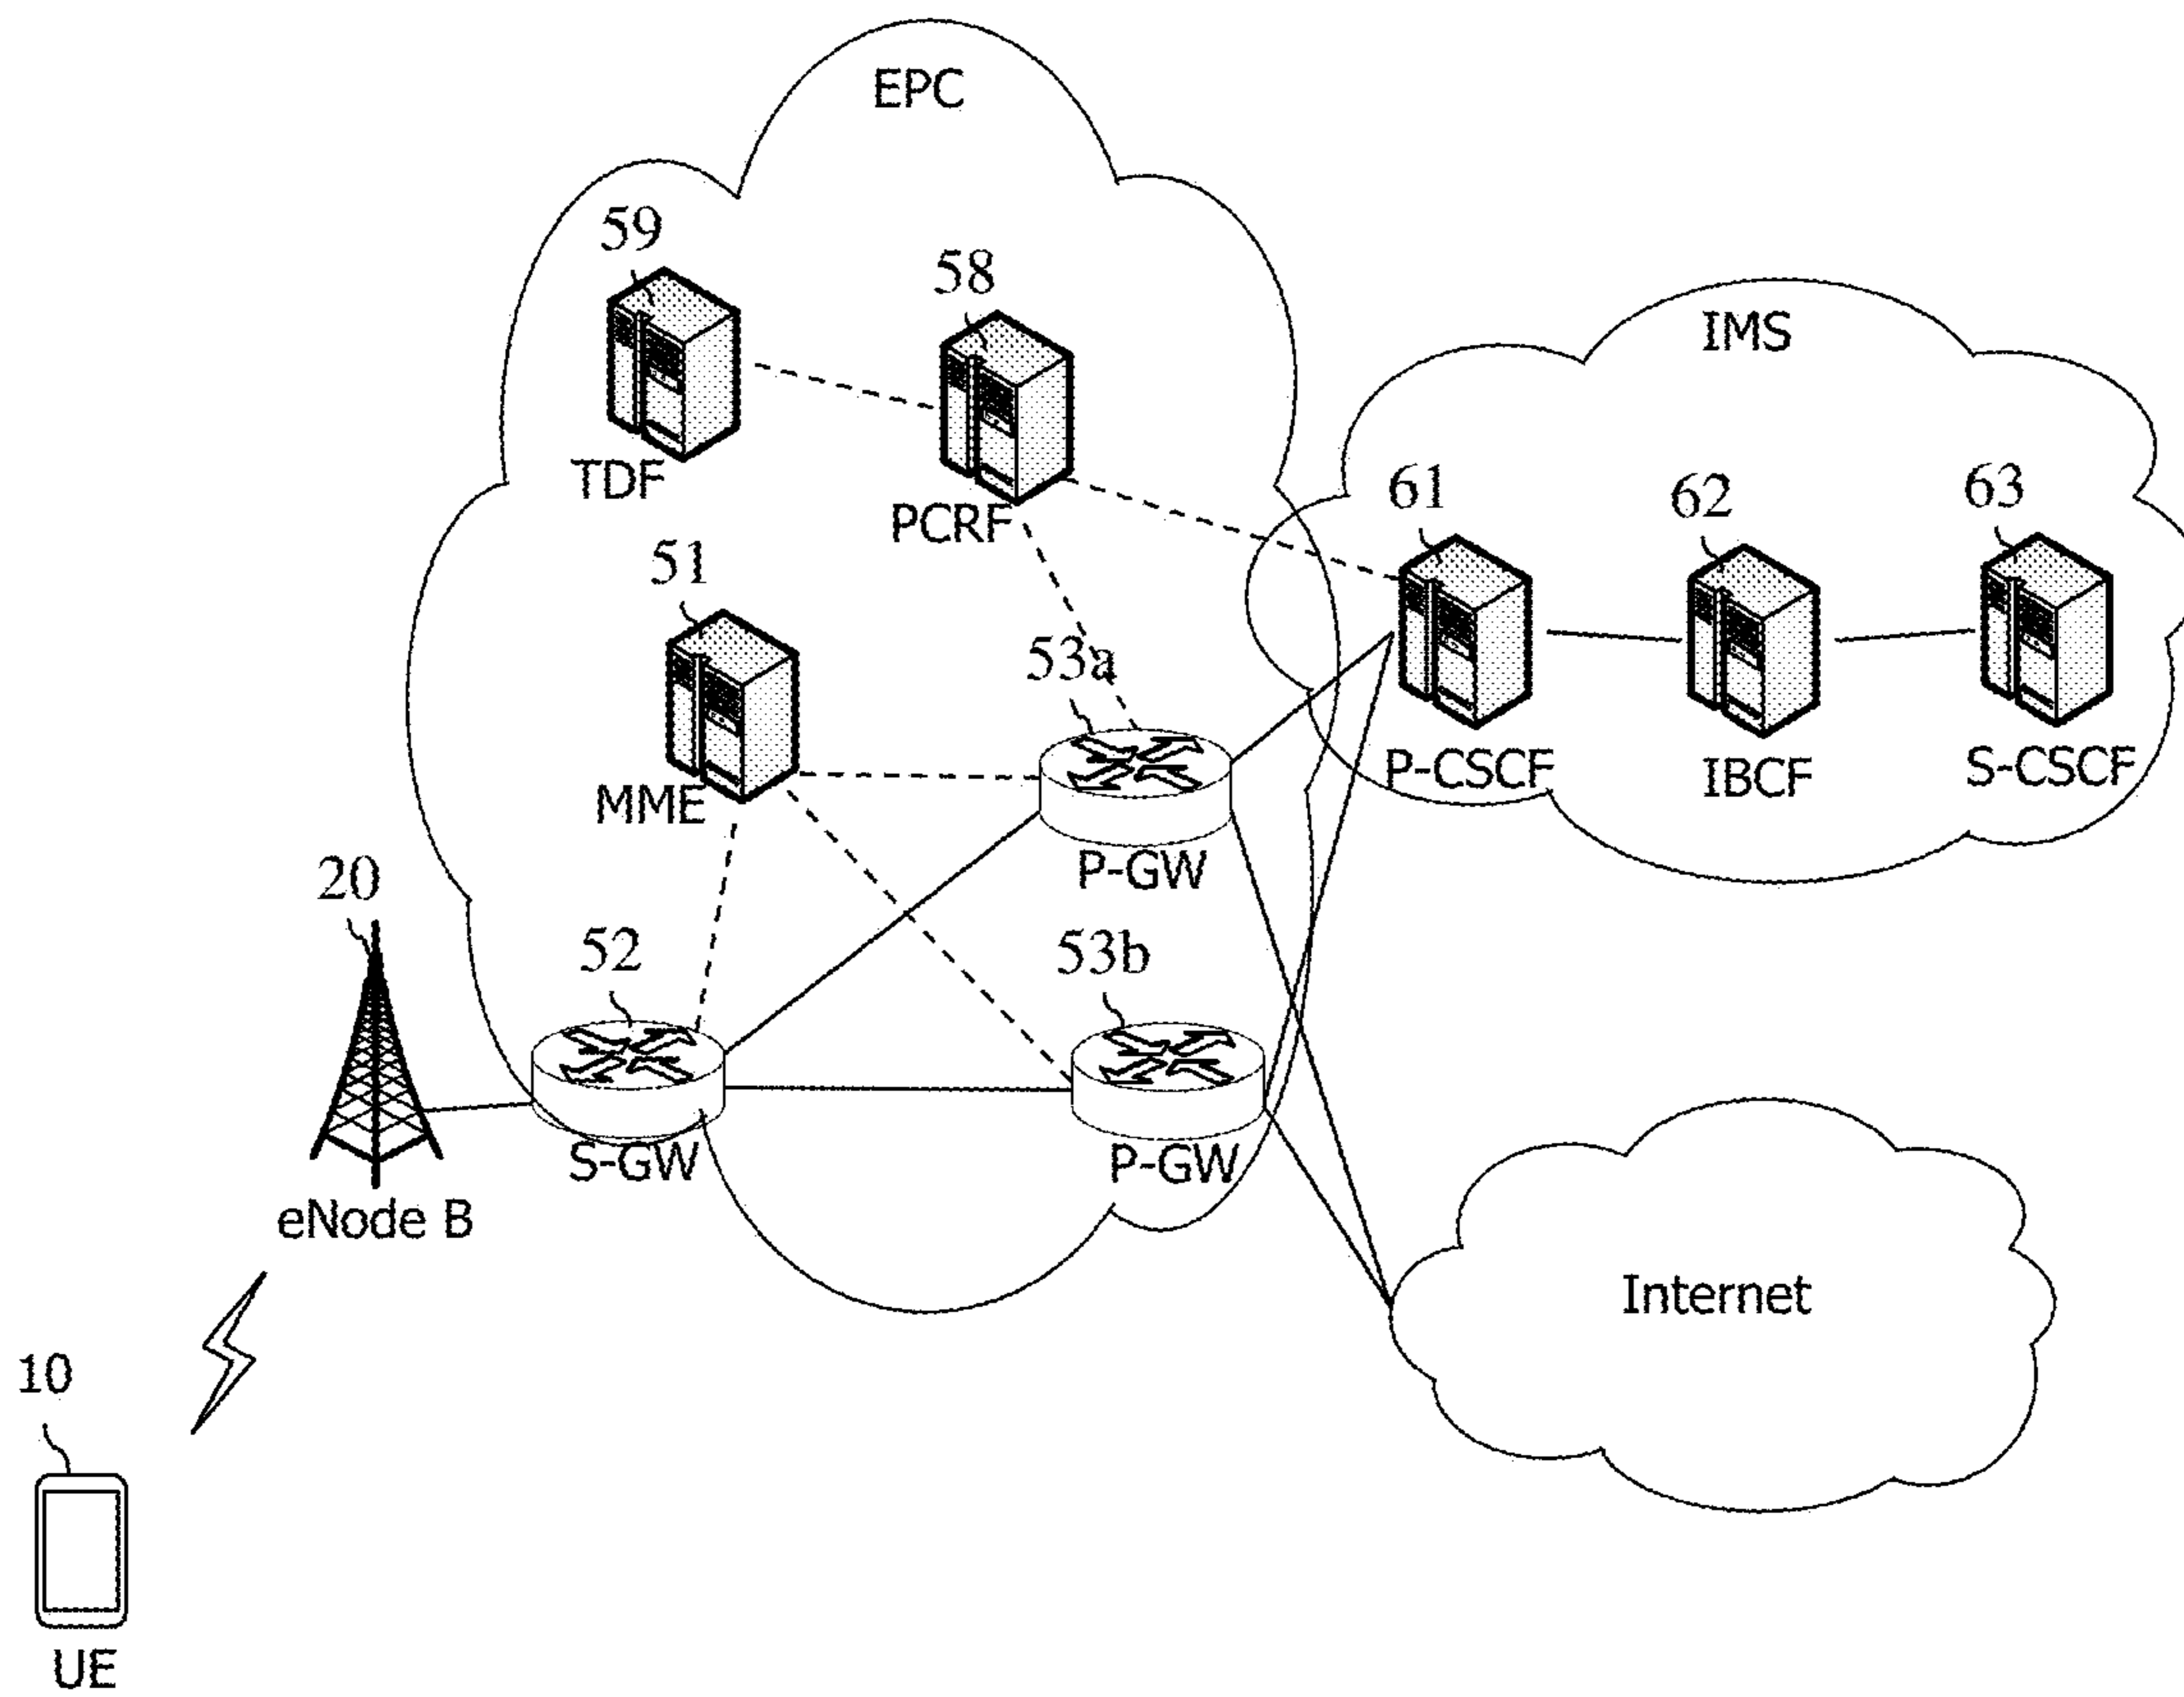 EPC
59
58
IMS
TDF
61
62
63
PCRF
51
53a
P-CSCF
IBCF
S-CSCF
MME
20
P-GW
52
53b
S-GW
P-GW
eNode B
Internet
10
UE